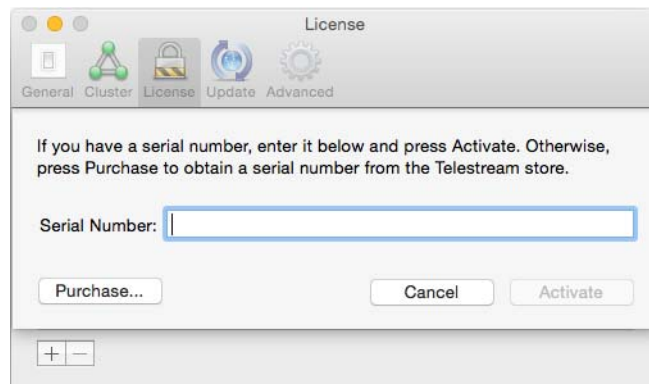 License
General Cluster License Update Advanced
If you have a serial number, enter it below and press Activate. Otherwise,
press Purchase to obtain a serial number from the Telestream store.
Serial Number:
Purchase... Cancel Activate
+ −